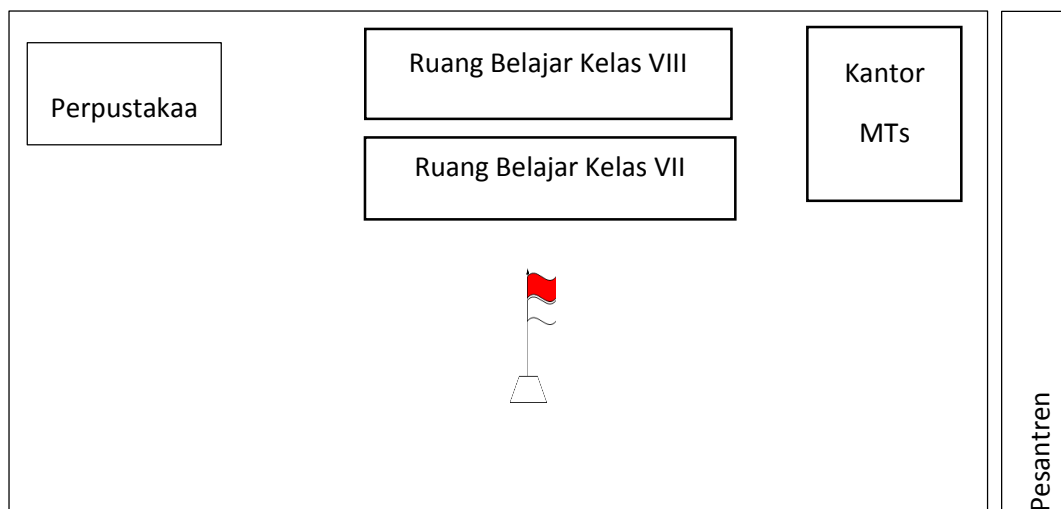 Perpustakaa
Ruang Belajar Kelas VIII
Ruang Belajar Kelas VII
Kantor
MTs
Pesantren